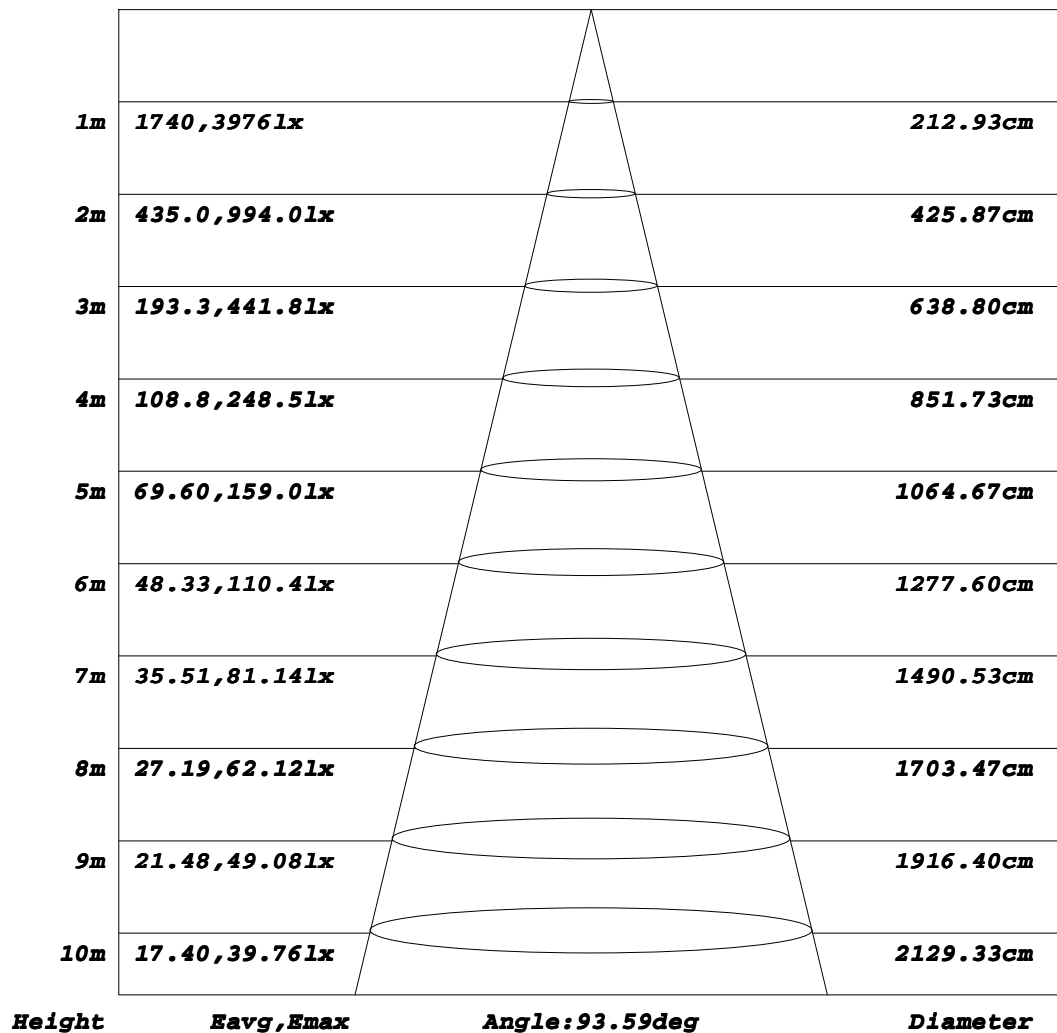 1m 1740,3976lx 212.93cm
2m 435.0,994.0lx 425.87cm
3m 193.3,441.8lx 638.80cm
4m 108.8,248.5lx 851.73cm
5m 69.60,159.0lx 1064.67cm
6m 48.33,110.4lx 1277.60cm
7m 35.51,81.14lx 1490.53cm
8m 27.19,62.12lx 1703.47cm
9m 21.48,49.08lx 1916.40cm
10m 17.40,39.76lx 2129.33cm
Height Eavg,Emax Angle:93.59deg Diameter